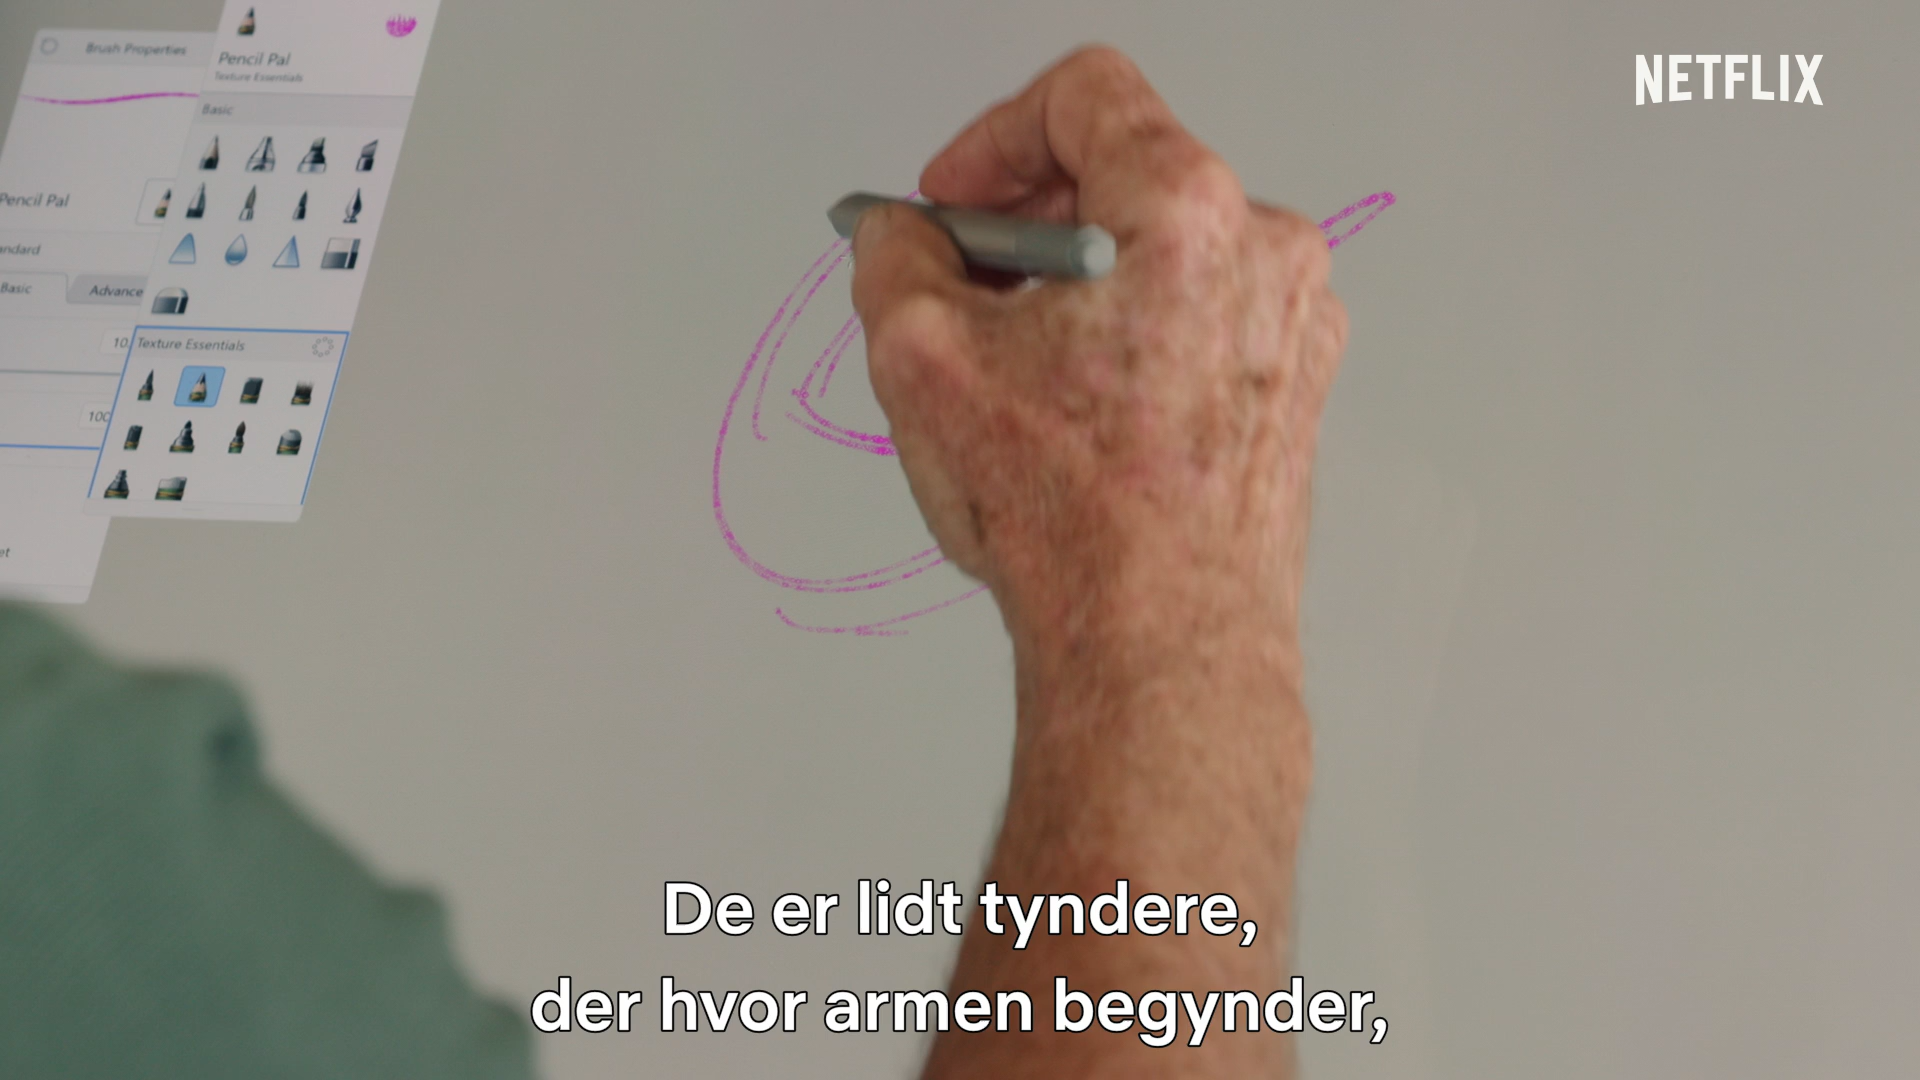 NETFLIX
Pencil Pal
Texture Essentials
Basic
Texture Essentials
Brush Properties
Pencil Pal
Basic
Advance
De er lidt tyndere,
der hvor armen begynder,